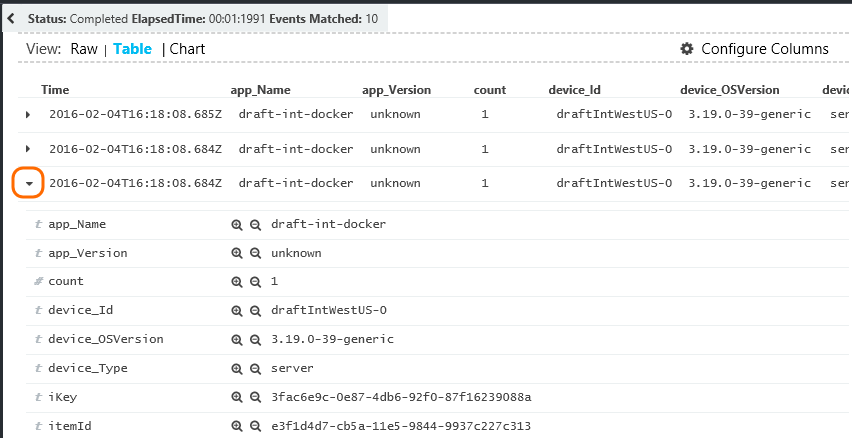 Status: Completed ElapsedTime: 00:01:1991 Events Matched: 10
View: Raw | Table | Chart Configure Columns
Time app_Name app_Version count device_Id device_OSVersion devi
2016-02-04T16:18:08.685Z draft-int-docker unknown 1 draftIntWestUS-0 3.19.0-39-generic ser
2016-02-04T16:18:08.684Z draft-int-docker unknown 1 draftIntWestUS-0 3.19.0-39-generic ser
2016-02-04T16:18:08.684Z draft-int-docker unknown 1 draftIntWestUS-0 3.19.0-39-generic ser
t app_Name draft-int-docker
t app_Version unknown
# count 1
t device_Id draftIntWestUS-0
t device_OSVersion 3.19.0-39-generic
t device_Type server
t iKey 3fac6e9c-0e87-4db6-92f0-87f16239088a
t itemId e3f1d4d7-cb5a-11e5-9844-9937c227c313